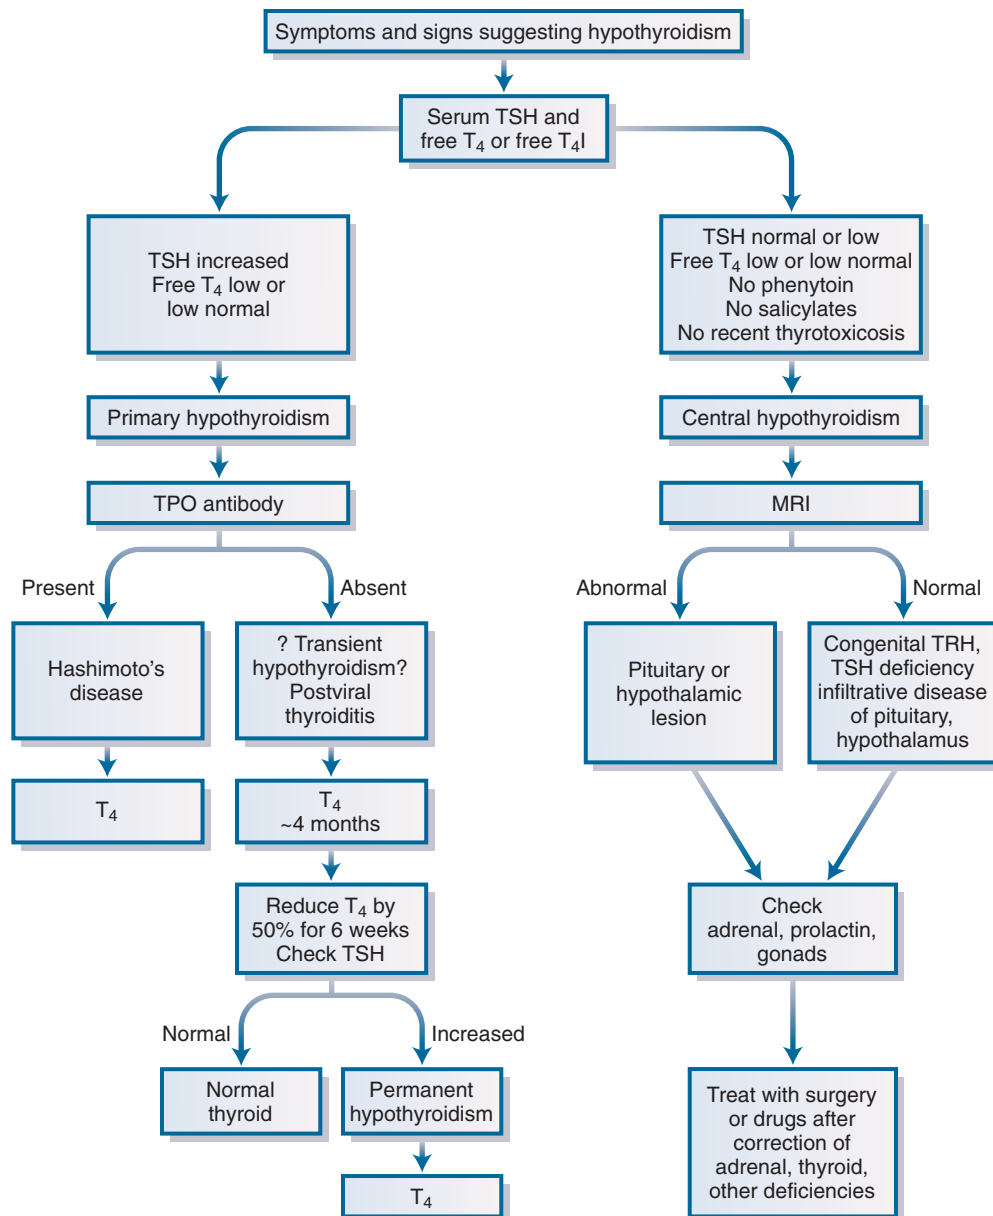 Symptoms and signs suggesting hypothyroidism
Serum TSH and
free T₄ or free T₄I
TSH increased
Free T₄ low or
low normal
TSH normal or low
Free T₄ low or low normal
No phenytoin
No salicylates
No recent thyrotoxicosis
Primary hypothyroidism
Central hypothyroidism
TPO antibody
MRI
Present
Absent
Abnormal
Normal
Hashimoto's
disease
? Transient
hypothyroidism?
Postviral
thyroiditis
Pituitary or
hypothalamic
lesion
Congenital TRH,
TSH deficiency
infiltrative disease
of pituitary,
hypothalamus
T₄
T₄
~4 months
Reduce T₄ by
50% for 6 weeks
Check TSH
Check
adrenal, prolactin,
gonads
Normal
Increased
Normal
thyroid
Permanent
hypothyroidism
Treat with surgery
or drugs after
correction of
adrenal, thyroid,
other deficiencies
T₄